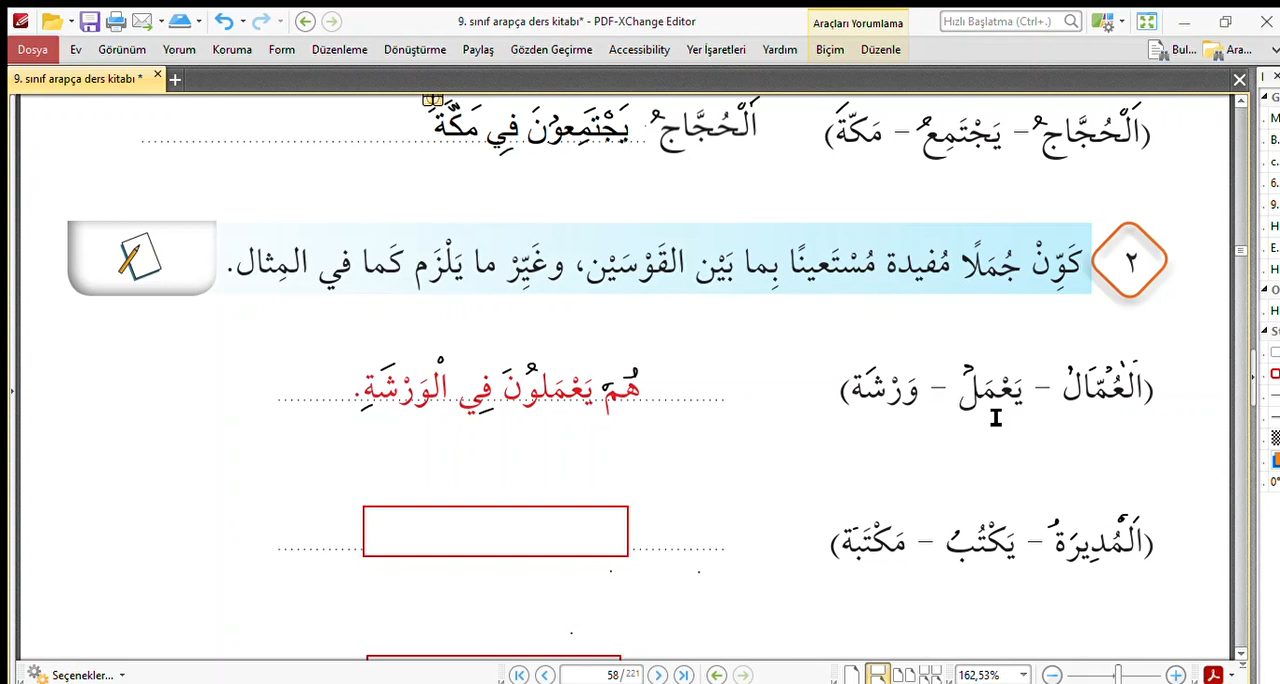 9. sınıf arapça ders kitabı* - PDF-XChange Editor
Araçları Yorumlama
Hızlı Başlatma (Ctrl+.)
Dosya Ev Görünüm Yorum Koruma Form Düzenleme Dönüştürme Paylaş Gözden Geçirme Accessibility Yer İşaretleri Yardım Biçim Düzenle Bul... Ara...
9. sınıf arapça ders kitabı *
(اَلْحُجَّاجُ – يَجْتَمِعُ – مَكّةَ) اَلْحُجَّاجُ يَجْتَمِعوُنَ فِي مَكَّةَ
٢ كَوِّنْ جُمَلًا مُفيدة مُسْتَعينًا بِما بَيْن القَوْسَيْن، وغَيِّرْ ما يَلْزَم كَما في المِثال.
(اَلْعُمَّالُ – يَعْمَلُ – وَرْشَة) هُمْ يَعْمَلوُنَ فِي الْوَرْشَةِ.
(اَلْمُدِيرَةُ – يَكْتُبُ – مَكْتَبَة)
Seçenekler... 58 / 221 162,53%